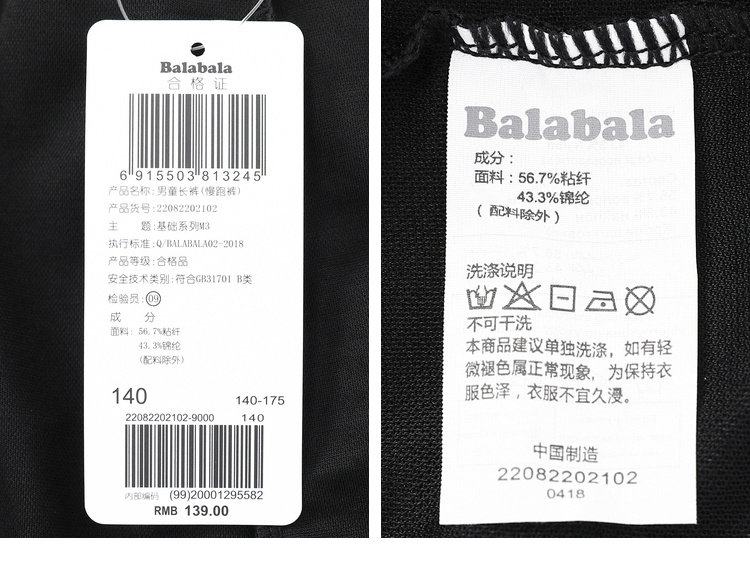 Balabala
合格证
6 915503 813245
产品名称:男童长裤(慢跑裤)
产品货号:22082202102
主 题:基础系列M3
执行标准:Q/BALABALA02-2018
产品等级:合格品
安全技术类别:符合GB31701 B类
检验员:09
成 分
面料: 56.7%粘纤
43.3%锦纶
(配料除外)
140 140-175
22082202102-9000 140
内部编码 (99)20001295582
RMB 139.00
Balabala
成分：
面料：56.7%粘纤
43.3%锦纶
(配料除外)
洗涤说明
不可干洗
本商品建议单独洗涤，如有轻
微褪色属正常现象，为保持衣
服色泽，衣服不宜久浸。
中国制造
22082202102
0418